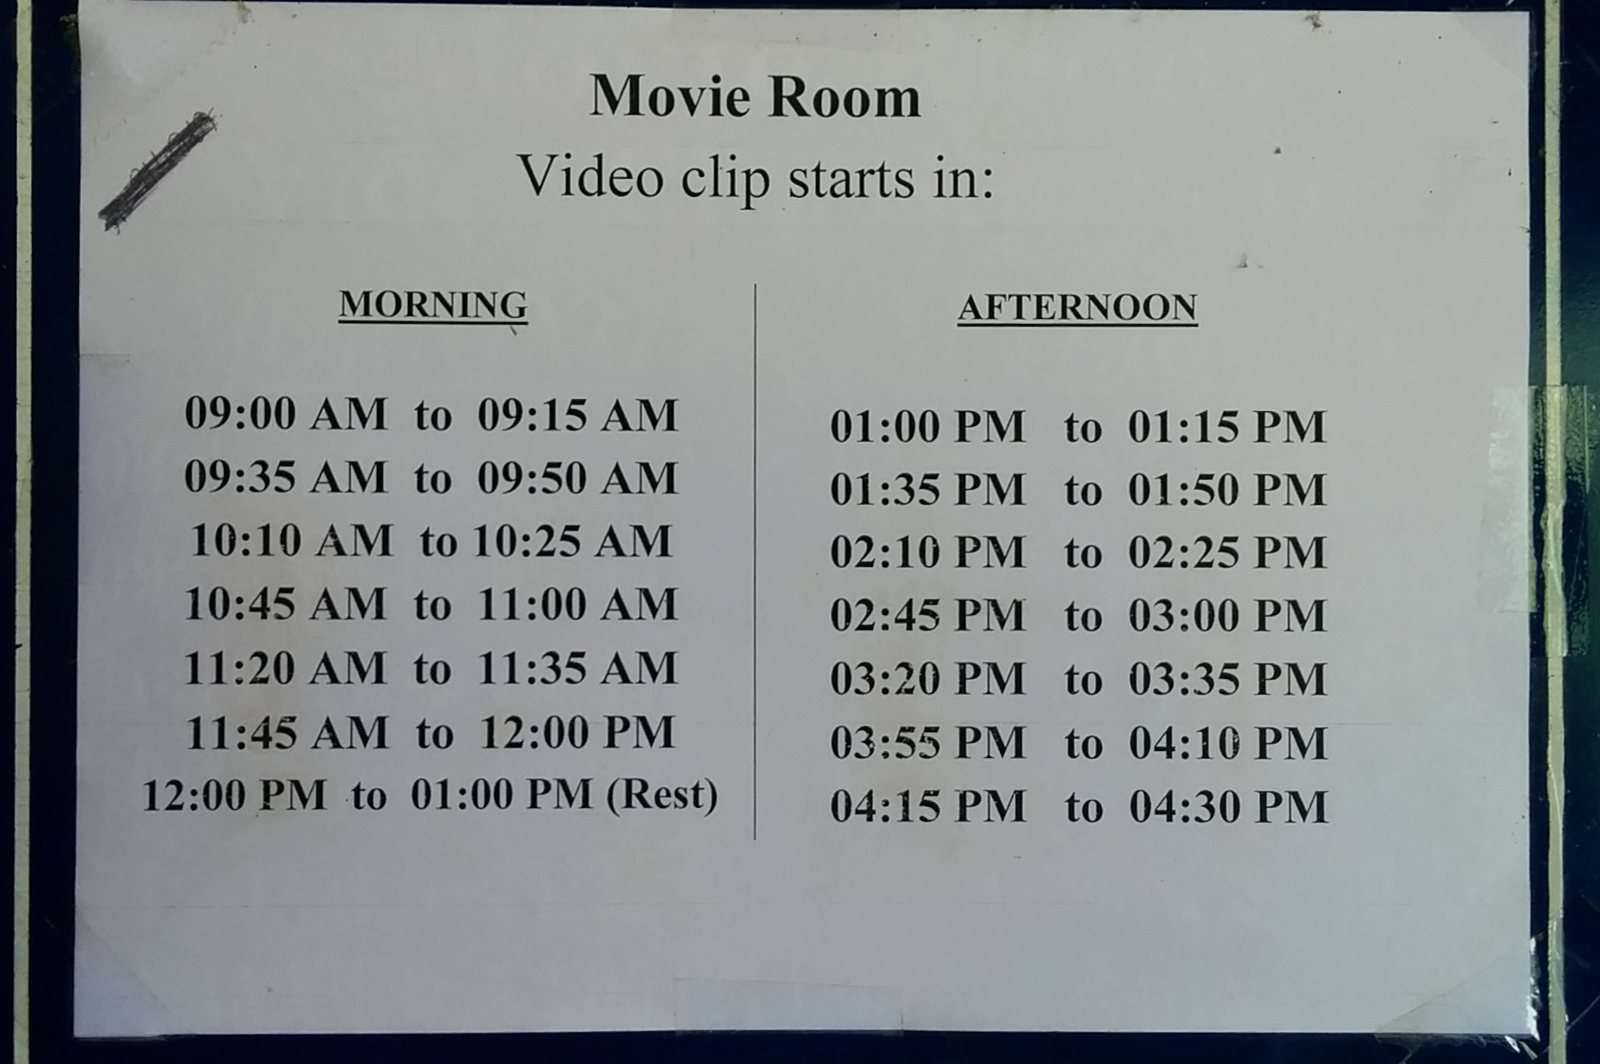 Movie Room
Video clip starts in:
MORNING
09:00 AM to 09:15 AM
09:35 AM to 09:50 AM
10:10 AM to 10:25 AM
10:45 AM to 11:00 AM
11:20 AM to 11:35 AM
11:45 AM to 12:00 PM
12:00 PM to 01:00 PM (Rest)
AFTERNOON
01:00 PM to 01:15 PM
01:35 PM to 01:50 PM
02:10 PM to 02:25 PM
02:45 PM to 03:00 PM
03:20 PM to 03:35 PM
03:55 PM to 04:10 PM
04:15 PM to 04:30 PM